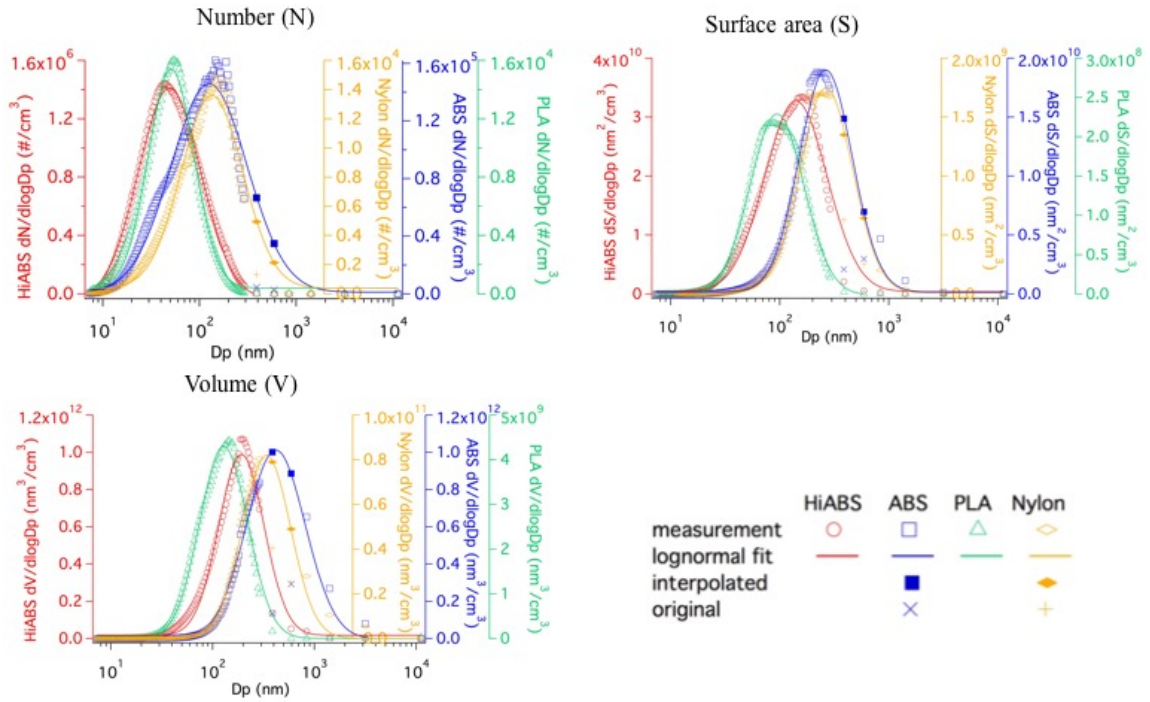 Number (N)
1.6x10⁶
1.2
0.8
0.4
0.0
HiABS dN/dlogDp (#/cm³)
1.6x10⁴
1.4
1.2
1.0
0.8
0.6
0.4
0.2
0.0
Nylon dN/dlogDp (#/cm³)
1.6x10⁵
1.2
0.8
0.4
0.0
ABS dN/dlogDp (#/cm³)
1.6x10⁴
1.2
0.8
0.4
0.0
PLA dN/dlogDp (#/cm³)
10¹ 10² 10³ 10⁴
Dp (nm)
Surface area (S)
4x10¹⁰
3
2
1
0
HiABS dS/dlogDp (nm²/cm³)
2.0x10⁹
1.5
1.0
0.5
Nylon dS/dlogDp (nm²/cm³)
2.0x10¹⁰
1.5
1.0
0.5
0.0
ABS dS/dlogDp (nm²/cm³)
3.0x10⁸
2.5
2.0
1.5
1.0
0.5
0.0
PLA dS/dlogDp (nm²/cm³)
10¹ 10² 10³ 10⁴
Dp (nm)
Volume (V)
1.2x10¹²
1.0
0.8
0.6
0.4
0.2
0.0
HiABS dV/dlogDp (nm³/cm³)
1.0x10¹¹
0.8
0.6
0.4
0.2
0.0
Nylon dV/dlogDp (nm³/cm³)
1.2x10¹²
1.0
0.8
0.6
0.4
0.2
0.0
ABS dV/dlogDp (nm³/cm³)
5x10⁹
4
3
2
1
0
PLA dV/dlogDp (nm³/cm³)
10¹ 10² 10³ 10⁴
Dp (nm)
HiABS ABS PLA Nylon
measurement
lognormal fit
interpolated
original